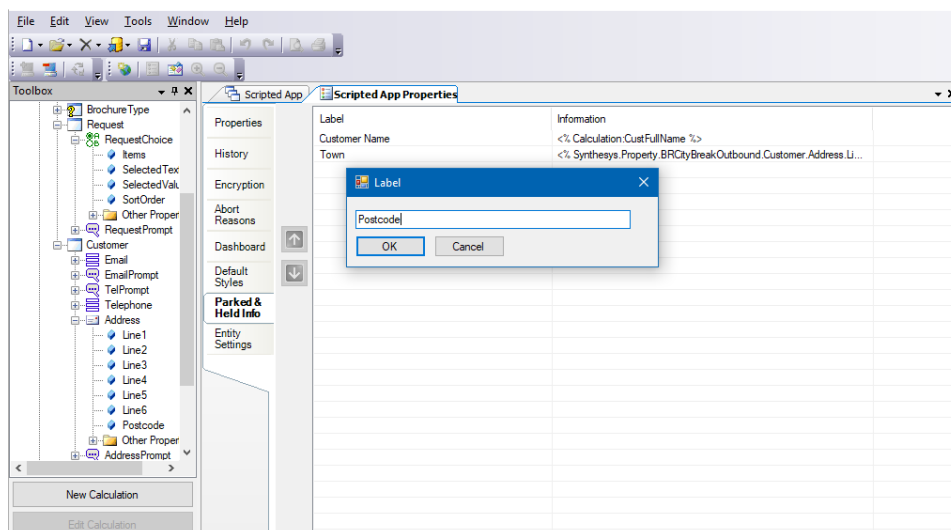 File Edit View Tools Window Help
Toolbox
Scripted App
Scripted App Properties
BrochureType
Request
RequestChoice
Items
SelectedTex
SelectedValu
SortOrder
Other Proper
RequestPrompt
Customer
Email
EmailPrompt
TelPrompt
Telephone
Address
Line1
Line2
Line3
Line4
Line5
Line6
Postcode
Other Proper
AddressPrompt
New Calculation
Edit Calculation
Properties
History
Encryption
Abort
Reasons
Dashboard
Default
Styles
Parked &
Held Info
Entity
Settings
Label Information
Customer Name <% Calculation:CustFullName %>
Town <% Synthesys.Property.BRCityBreakOutbound.Customer.Address.Li...
Label
Postcode
OK Cancel